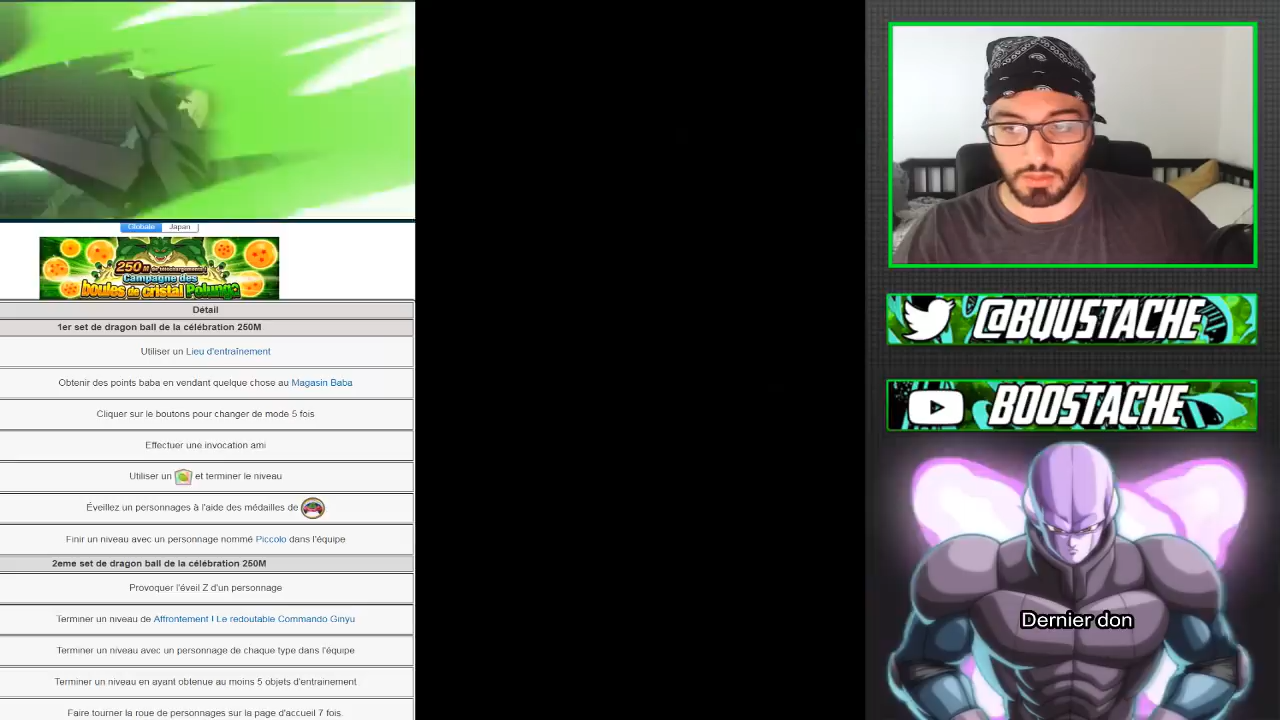 Globale Japan
250M de téléchargements !
Campagne des
boules de cristal Polunga
Détail
1er set de dragon ball de la célébration 250M
Utiliser un Lieu d'entraînement
Obtenir des points baba en vendant quelque chose au Magasin Baba
Cliquer sur le boutons pour changer de mode 5 fois
Effectuer une invocation ami
Utiliser un et terminer le niveau
Éveillez un personnages à l'aide des médailles de
Finir un niveau avec un personnage nommé Piccolo dans l'équipe
2eme set de dragon ball de la célébration 250M
Provoquer l'éveil Z d'un personnage
Terminer un niveau de Affrontement ! Le redoutable Commando Ginyu
Terminer un niveau avec un personnage de chaque type dans l'équipe
Terminer un niveau en ayant obtenue au moins 5 objets d'entrainement
Faire tourner la roue de personnages sur la page d'accueil 7 fois.
@BUUSTACHE
BOOSTACHE
Dernier don